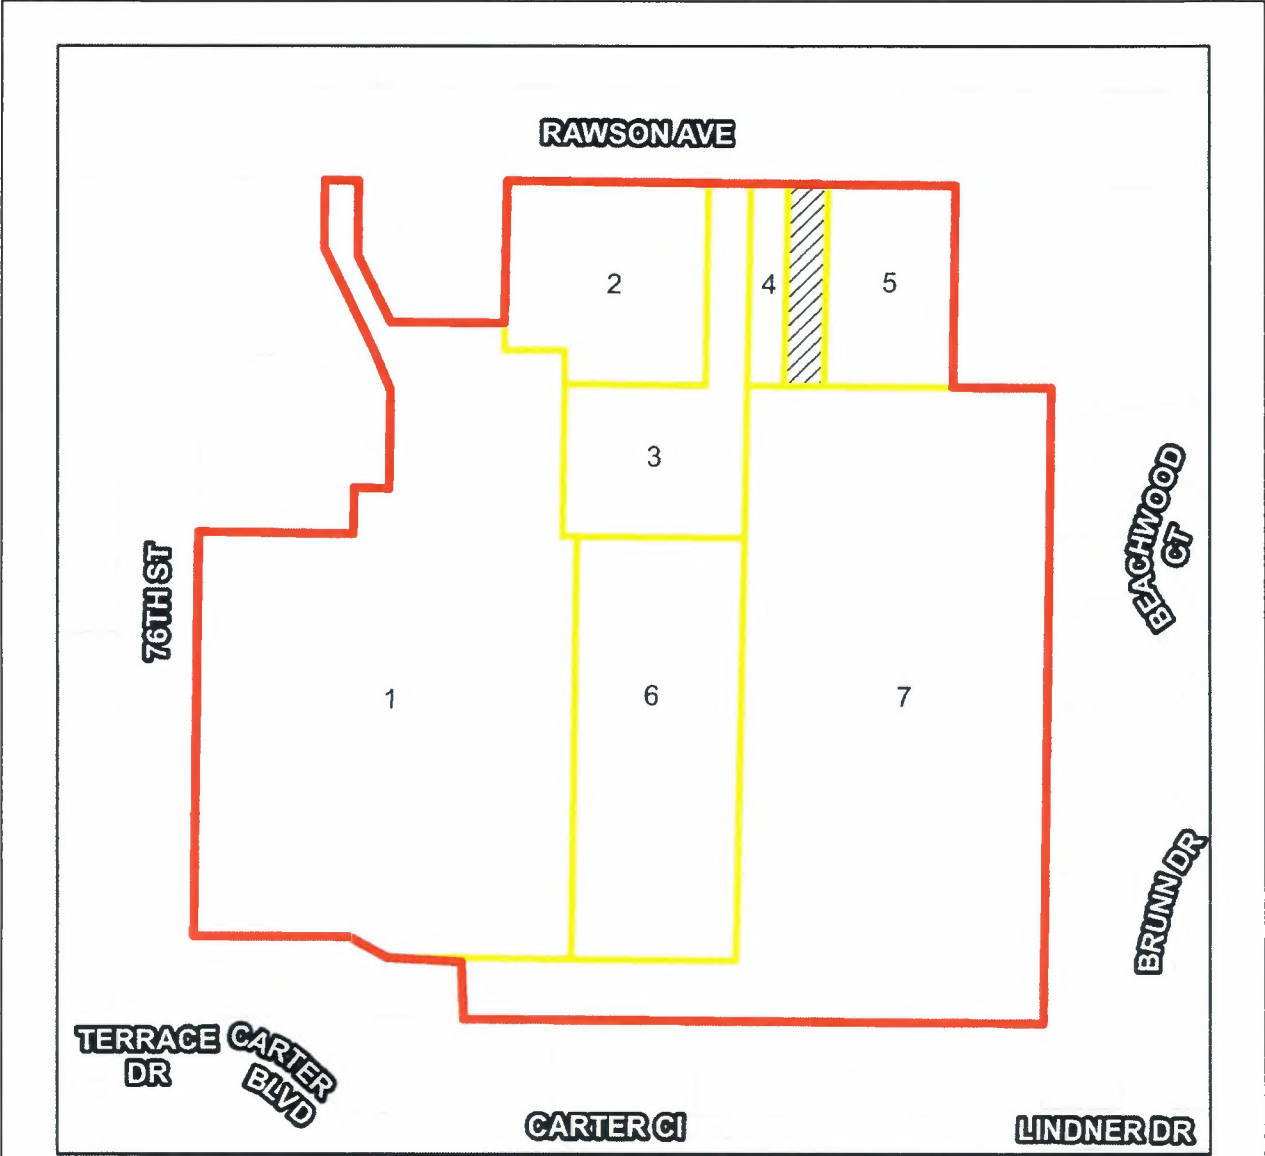 RAWSON AVE
2
4
5
3
BEACHWOOD
CT
76TH ST
1
6
7
BRUNN DR
TERRACE
DR
CARTER
BLVD
CARTER CI
LINDNER DR